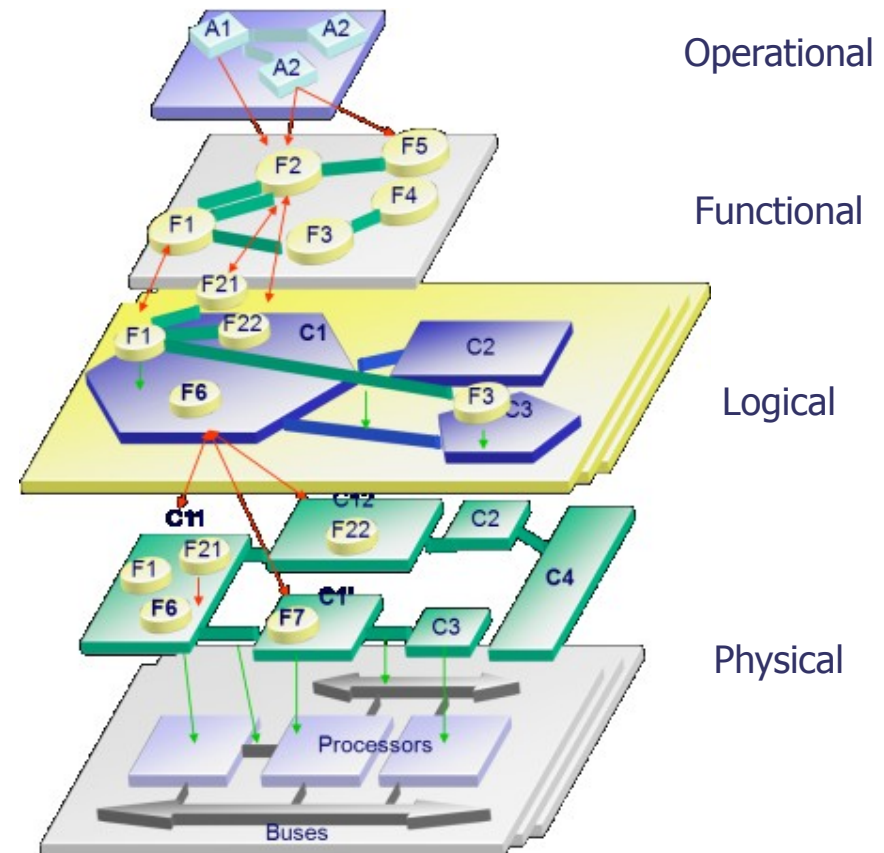 A1
A2
A2
Operational
F5
F2
F4
F1
F3
Functional
F21
F22
F1
C1
C2
F6
F3
C3
Logical
C11
C12
C2
F22
F21
F1
C4
F6
F7
C1'
C3
Physical
Processors
Buses